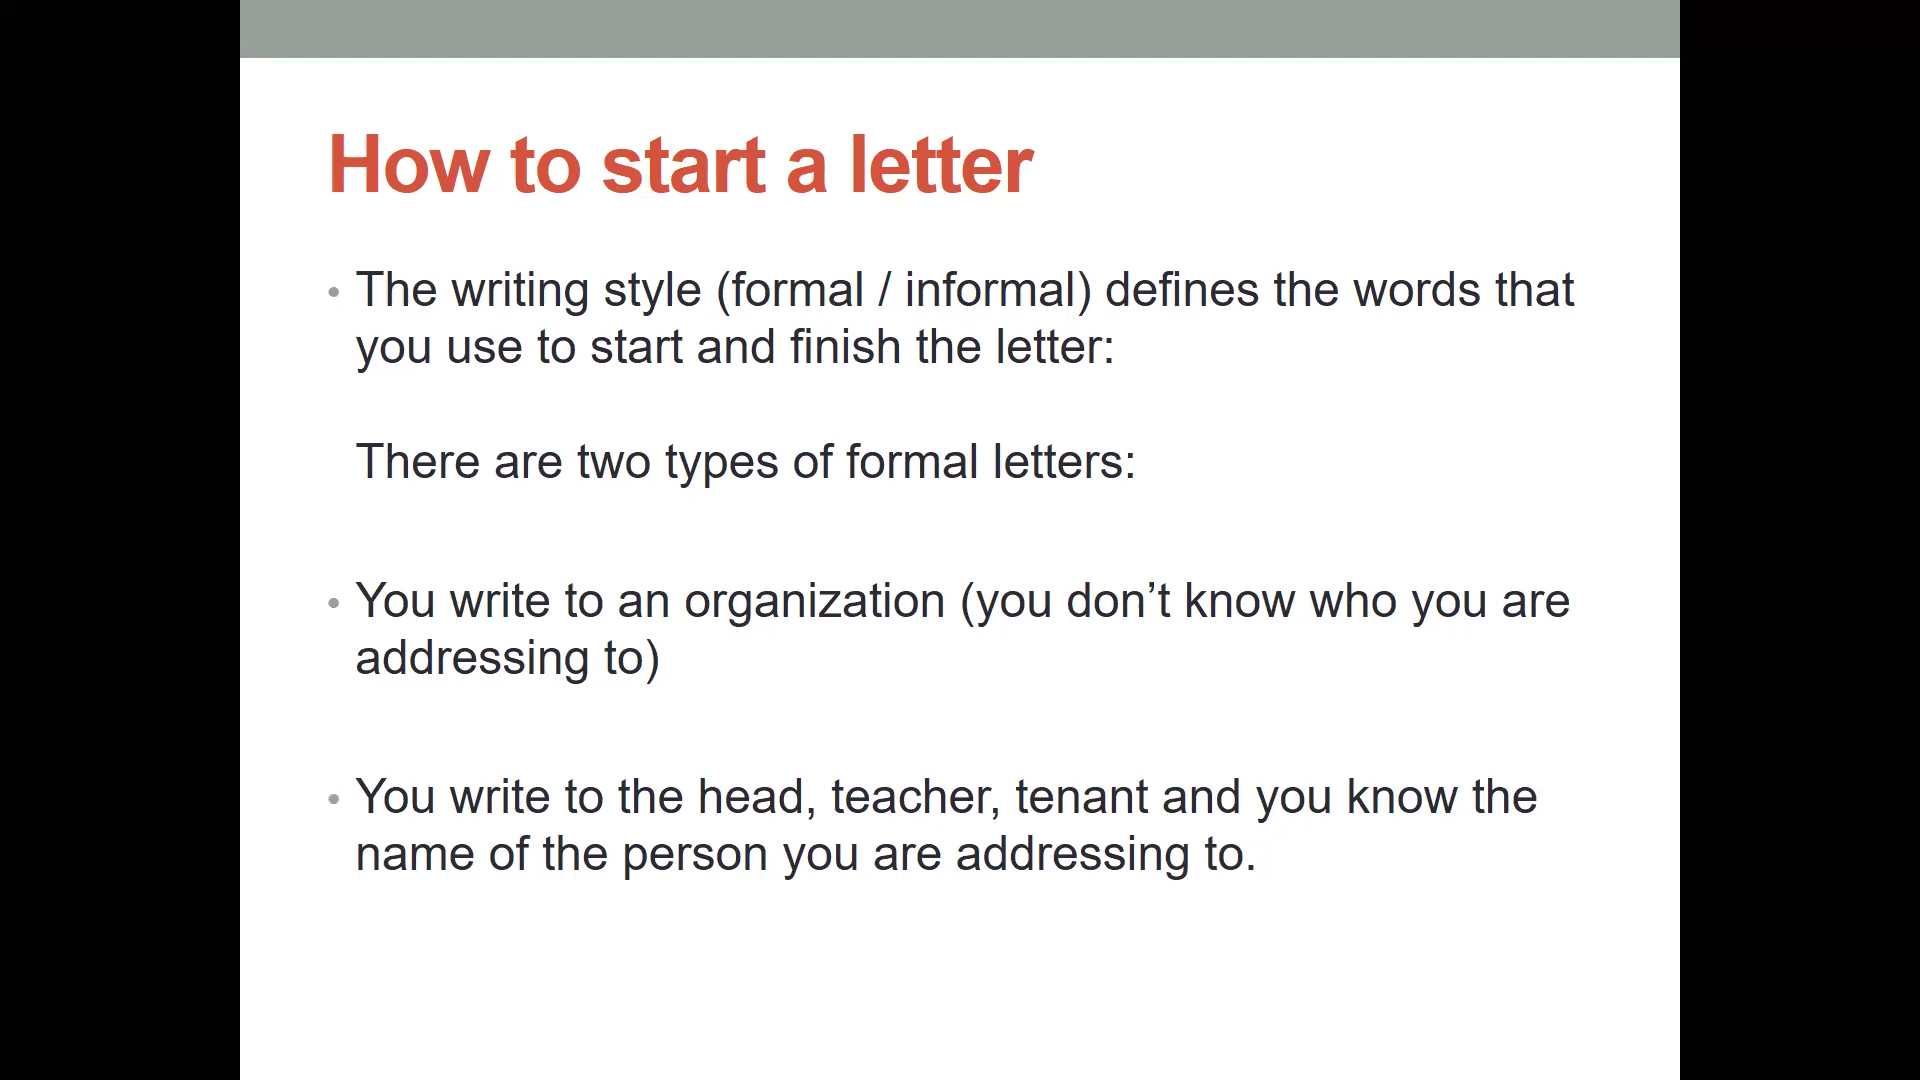 How to start a letter
• The writing style (formal / informal) defines the words that
you use to start and finish the letter:
There are two types of formal letters:
• You write to an organization (you don’t know who you are
addressing to)
• You write to the head, teacher, tenant and you know the
name of the person you are addressing to.